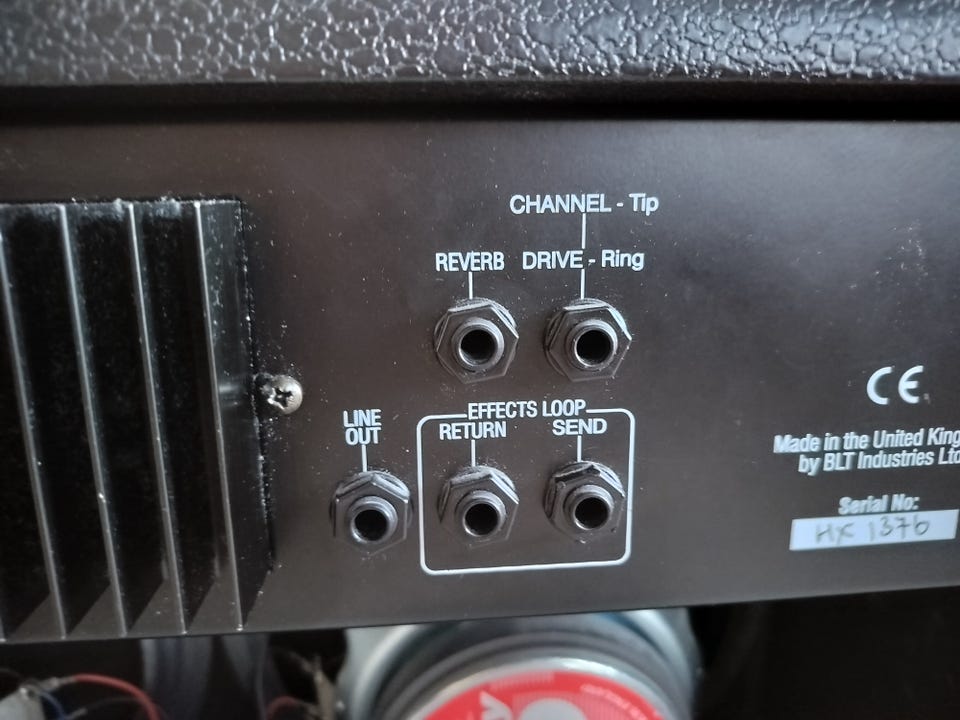 CHANNEL - Tip
REVERB DRIVE - Ring
LINE
OUT
EFFECTS LOOP
RETURN SEND
CE
Made in the United
by BLT Industries Ltd
Serial No:
HX 1376